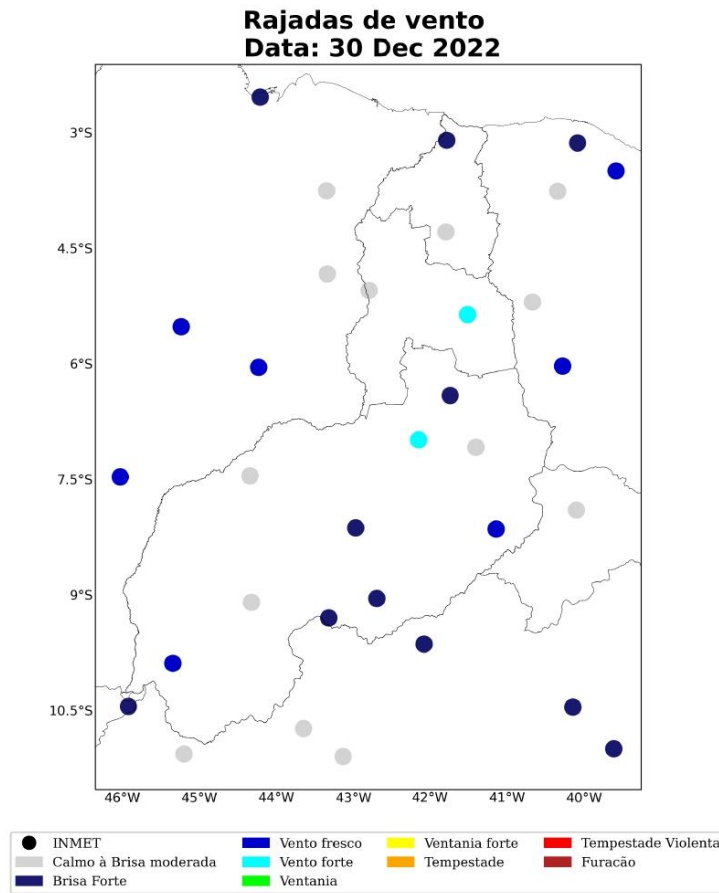 Rajadas de vento
Data: 30 Dec 2022
3°S
4.5°S
6°S
7.5°S
9°S
10.5°S
46°W 45°W 44°W 43°W 42°W 41°W 40°W
INMET Vento fresco Ventania forte Tempestade Violenta
Calmo à Brisa moderada Vento forte Tempestade Furacão
Brisa Forte Ventania